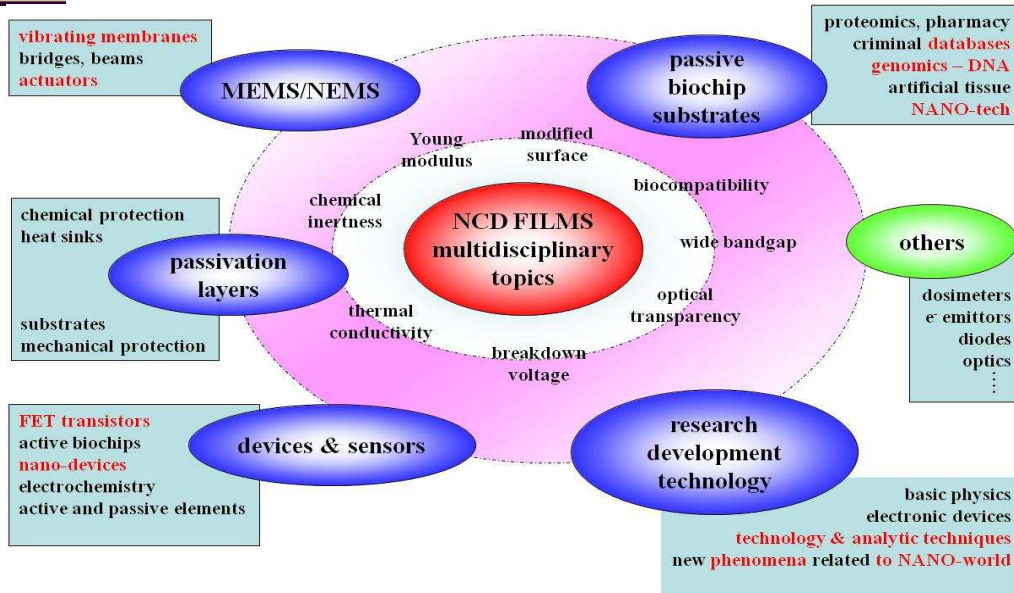 vibrating membranes
bridges, beams
actuators
MEMS/NEMS
passive
biochip
substrates
proteomics, pharmacy
criminal databases
genomics – DNA
artificial tissue
NANO-tech
Young
modulus
modified
surface
chemical
inertness
biocompatibility
NCD FILMS
multidisciplinary
topics
wide bandgap
others
chemical protection
heat sinks
passivation
layers
substrates
mechanical protection
thermal
conductivity
optical
transparency
breakdown
voltage
dosimeters
e- emittors
diodes
optics
FET transistors
active biochips
nano-devices
electrochemistry
active and passive elements
devices & sensors
research
development
technology
basic physics
electronic devices
technology & analytic techniques
new phenomena related to NANO-world